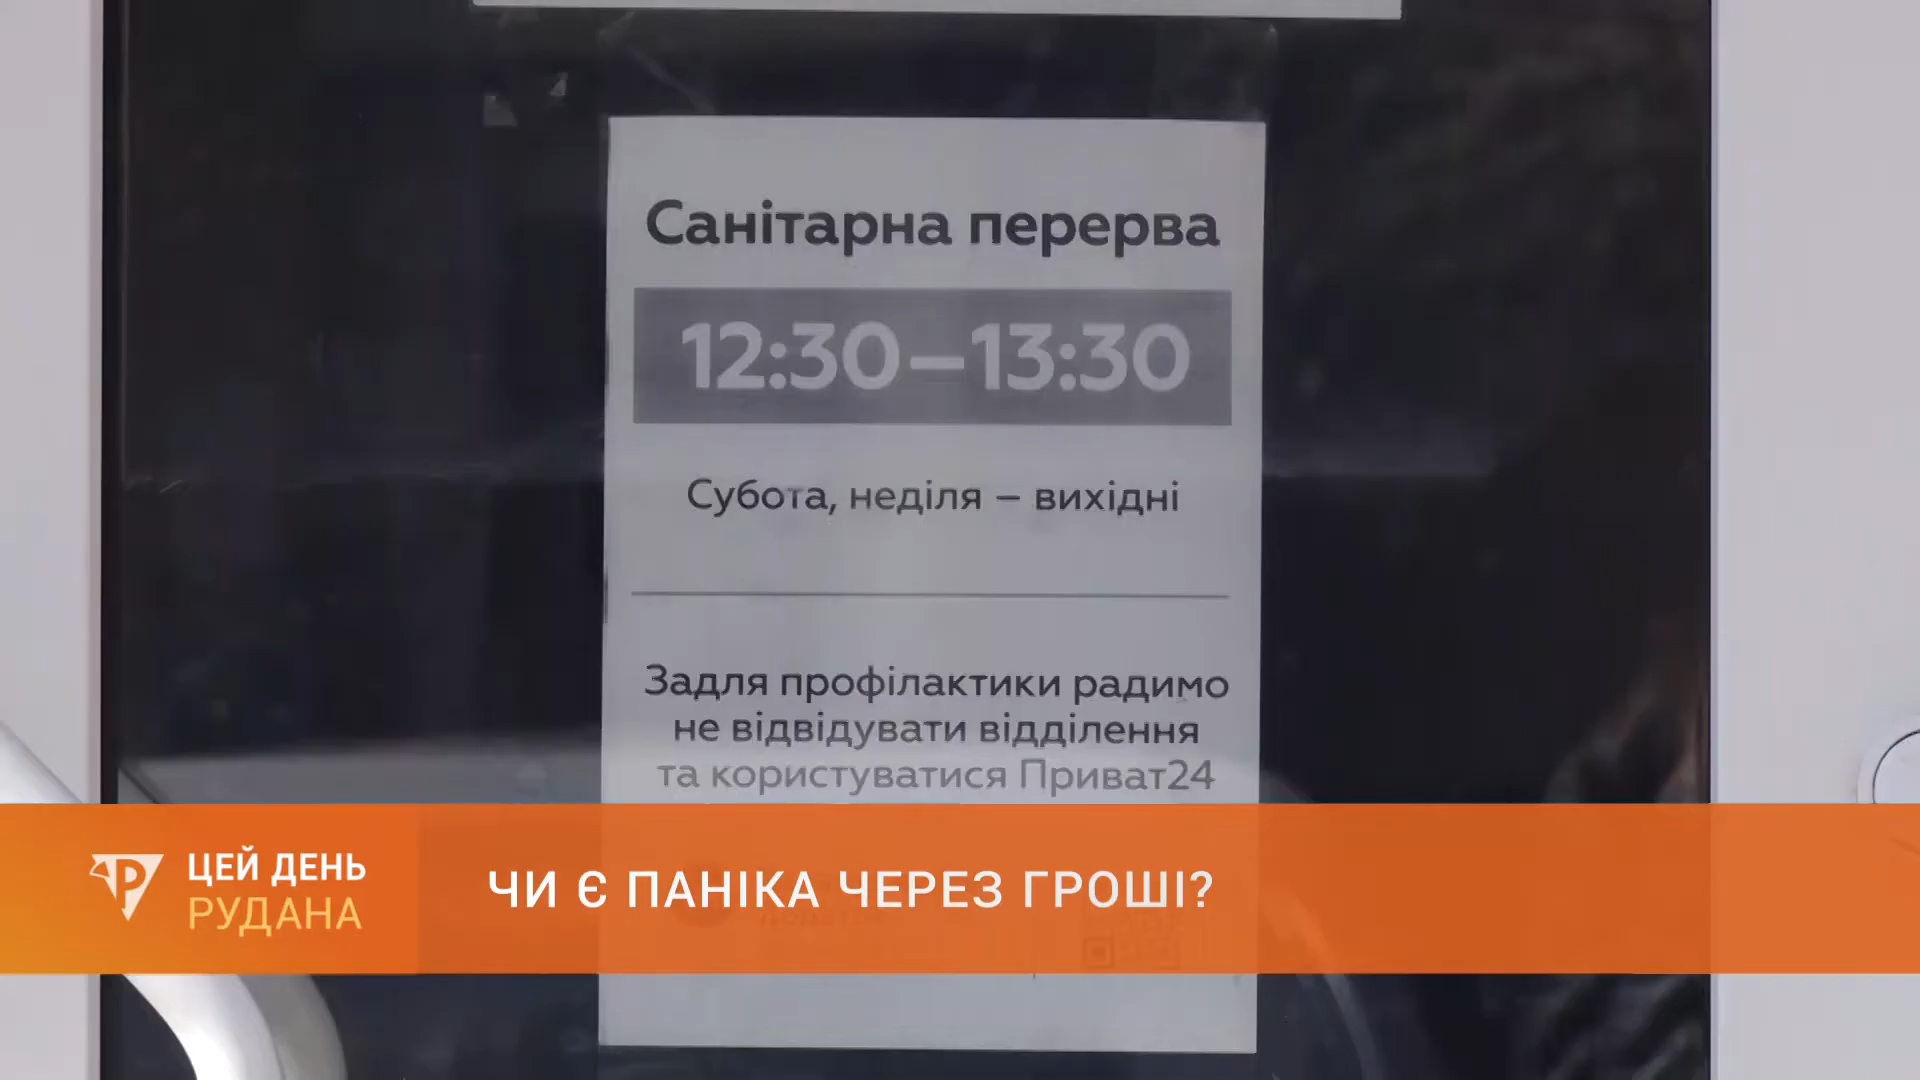 Санітарна перерва
12:30–13:30
Субота, неділя – вихідні
Задля профілактики радимо
не відвідувати відділення
та користуватися Приват24
ЦЕЙ ДЕНЬ
РУДАНА
ЧИ Є ПАНІКА ЧЕРЕЗ ГРОШІ?